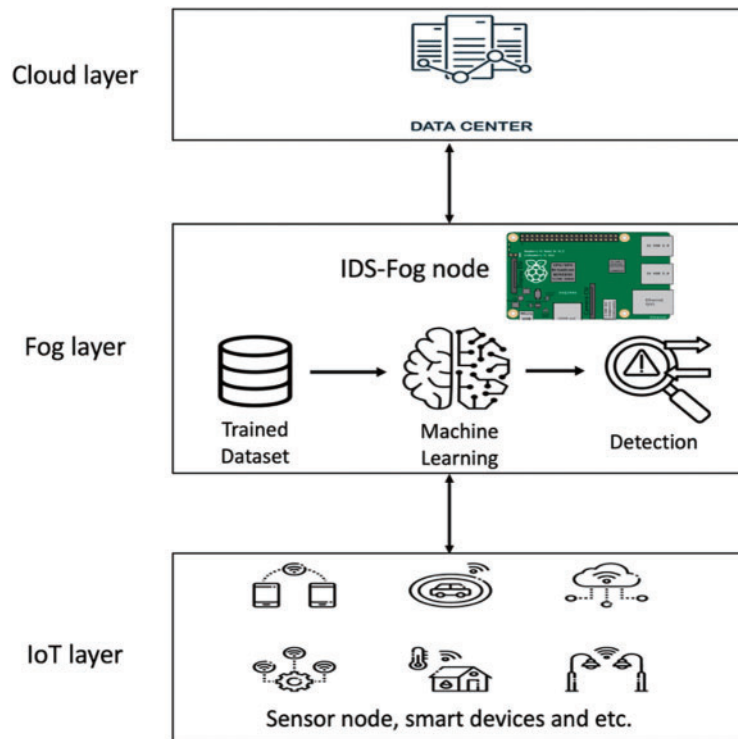 Cloud layer
DATA CENTER
IDS-Fog node
Fog layer
Trained
Dataset
Machine
Learning
Detection
IoT layer
Sensor node, smart devices and etc.